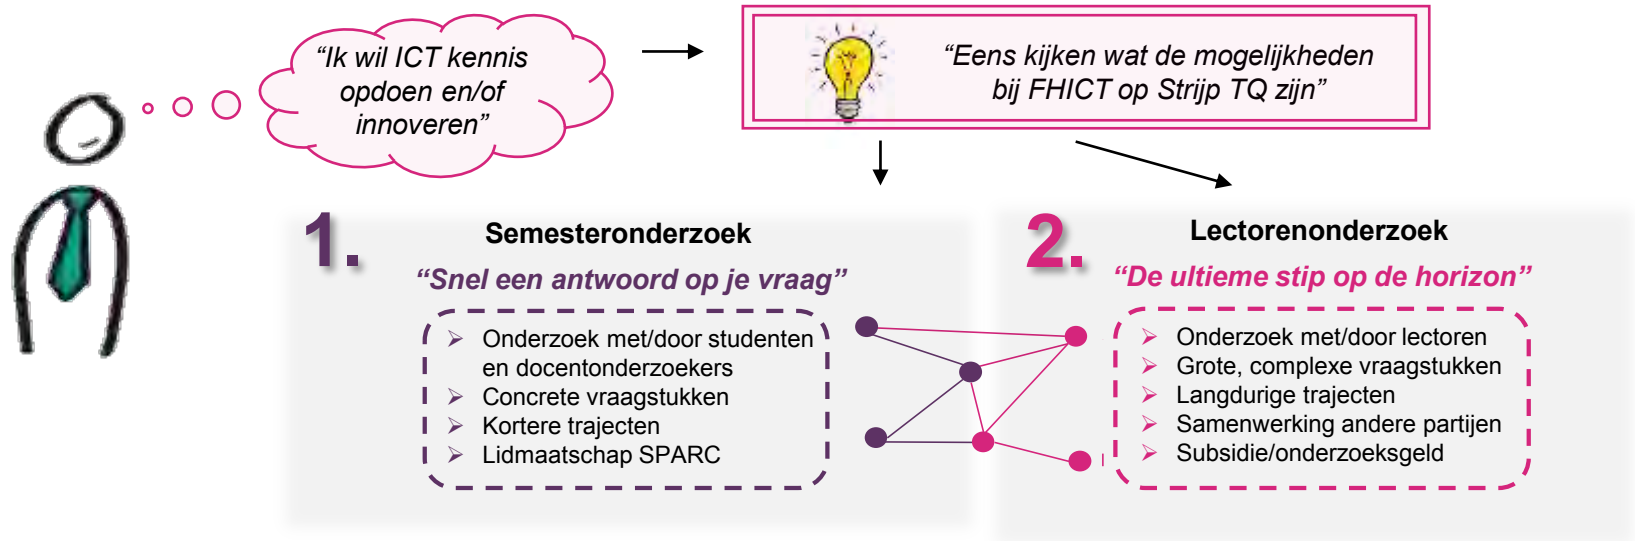 “Ik wil ICT kennis
opdoen en/of
innoveren”
“Eens kijken wat de mogelijkheden
bij FHICT op Strijp TQ zijn”
1.
Semesteronderzoek
“Snel een antwoord op je vraag”
Onderzoek met/door studenten
en docentonderzoekers
Concrete vraagstukken
Kortere trajecten
Lidmaatschap SPARC
2.
Lectorenonderzoek
“De ultieme stip op de horizon”
Onderzoek met/door lectoren
Grote, complexe vraagstukken
Langdurige trajecten
Samenwerking andere partijen
Subsidie/onderzoeksgeld